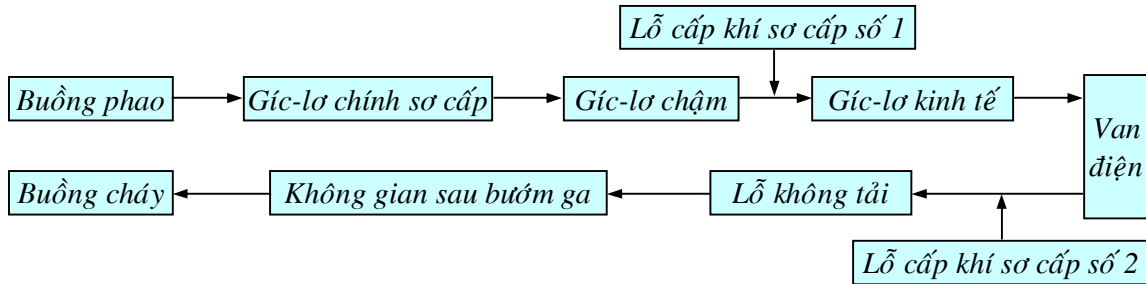 Lỗ cấp khí sơ cấp số 1
Buồng phao
Gíc-lơ chính sơ cấp
Gíc-lơ chậm
Gíc-lơ kinh tế
Van
điện
Buồng cháy
Không gian sau bướm ga
Lỗ không tải
Lỗ cấp khí sơ cấp số 2